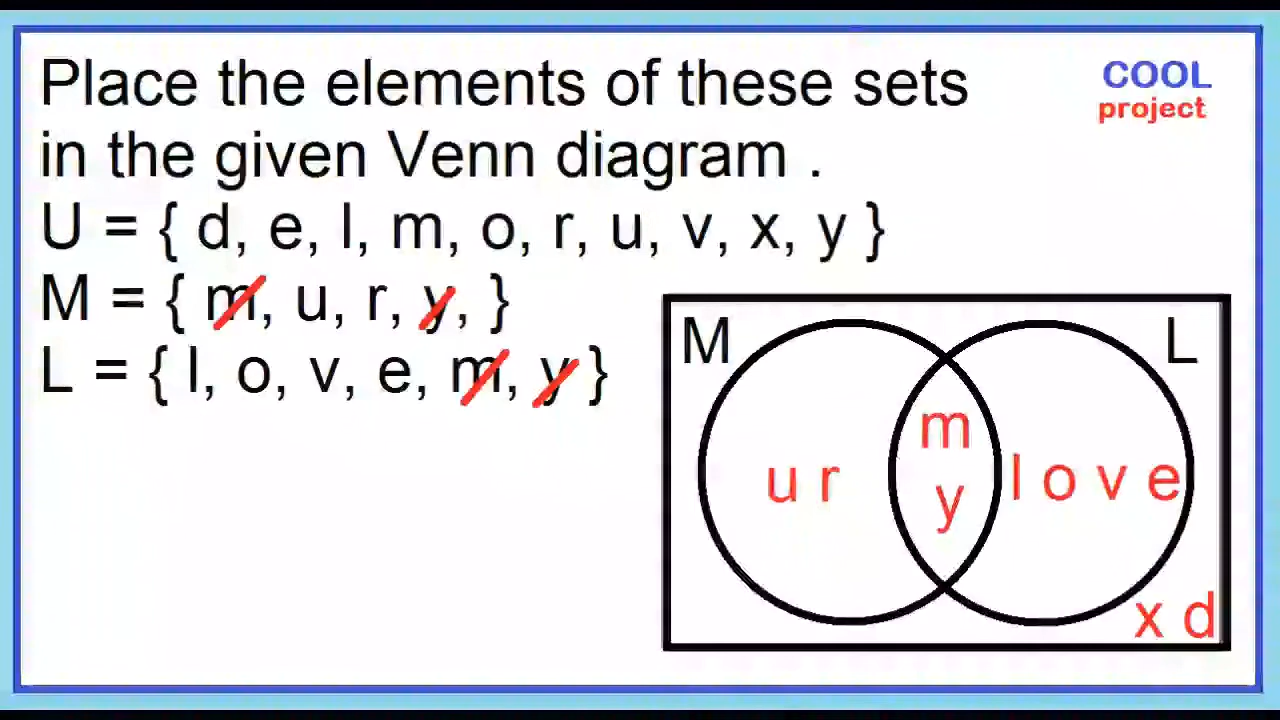 Place the elements of these sets
in the given Venn diagram .
U = { d, e, l, m, o, r, u, v, x, y }
M = { m, u, r, y, }
L = { l, o, v, e, m, y }
COOL
project
M
L
m
u r
y
l o v e
x d